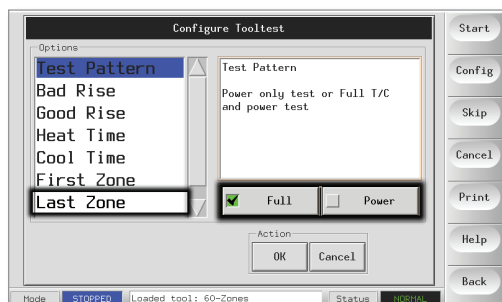 Configure Tooltest
Options
Test Pattern
Bad Rise
Good Rise
Heat Time
Cool Time
First Zone
Last Zone
Test Pattern
Power only test or Full T/C
and power test
Full
Power
Action
OK
Cancel
Start
Config
Skip
Cancel
Print
Help
Back
Mode
STOPPED
Loaded tool: 60-Zones
Status
NORMAL